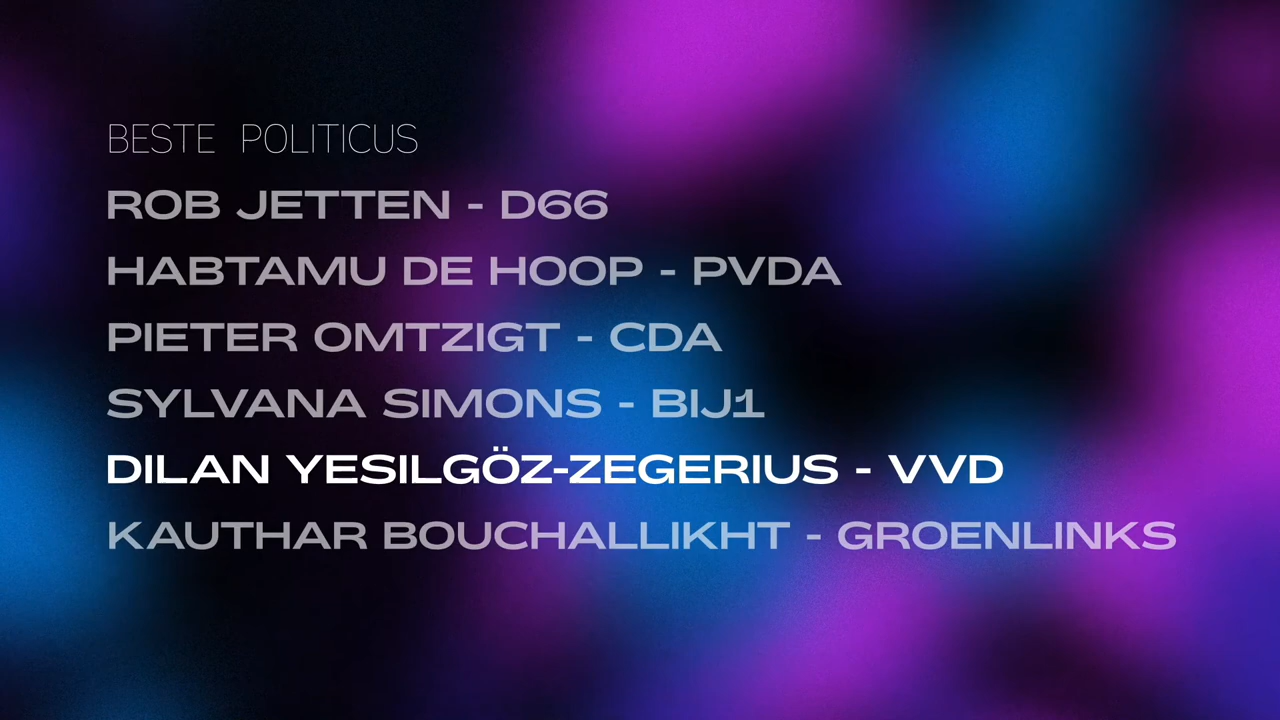 BESTE POLITICUS
ROB JETTEN - D66
HABTAMU DE HOOP - PVDA
PIETER OMTZIGT - CDA
SYLVANA SIMONS - BIJ1
DILAN YESILGÖZ-ZEGERIUS - VVD
KAUTHAR BOUCHALLIKHT - GROENLINKS